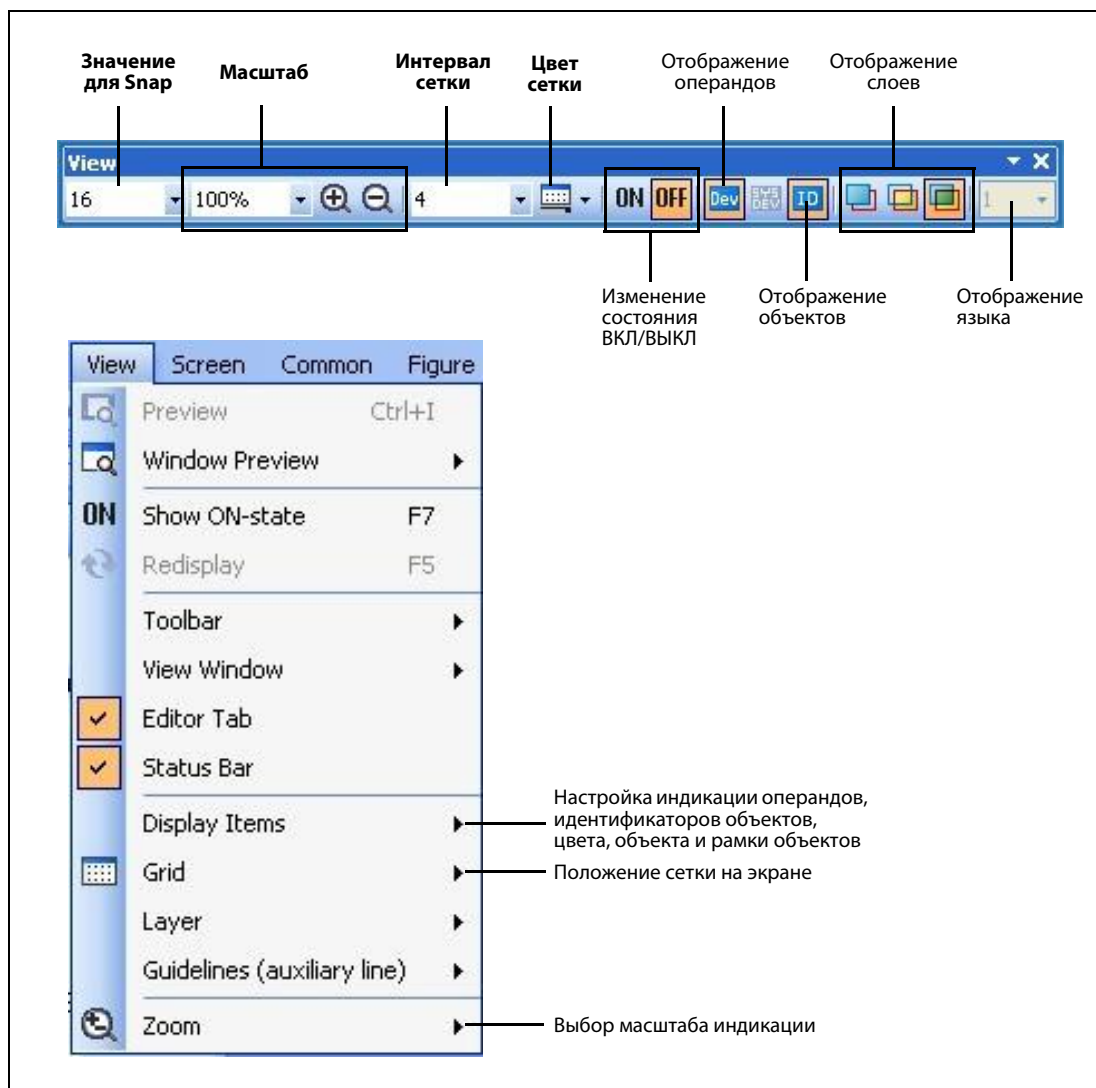 Значение
для Snap
Масштаб
Интервал
сетки
Цвет
сетки
Отображение
операндов
Отображение
слоев
View
16
100%
4
ON OFF Dev SYS DEV ID
1
Изменение
состояния
ВКЛ/ВЫКЛ
Отображение
объектов
Отображение
языка
View Screen Common Figure
Preview Ctrl+I
Window Preview
ON Show ON-state F7
Redisplay F5
Toolbar
View Window
Editor Tab
Status Bar
Display Items
Настройка индикации операндов,
идентификаторов объектов,
цвета, объекта и рамки объектов
Grid
Положение сетки на экране
Layer
Guidelines (auxiliary line)
Zoom
Выбор масштаба индикации